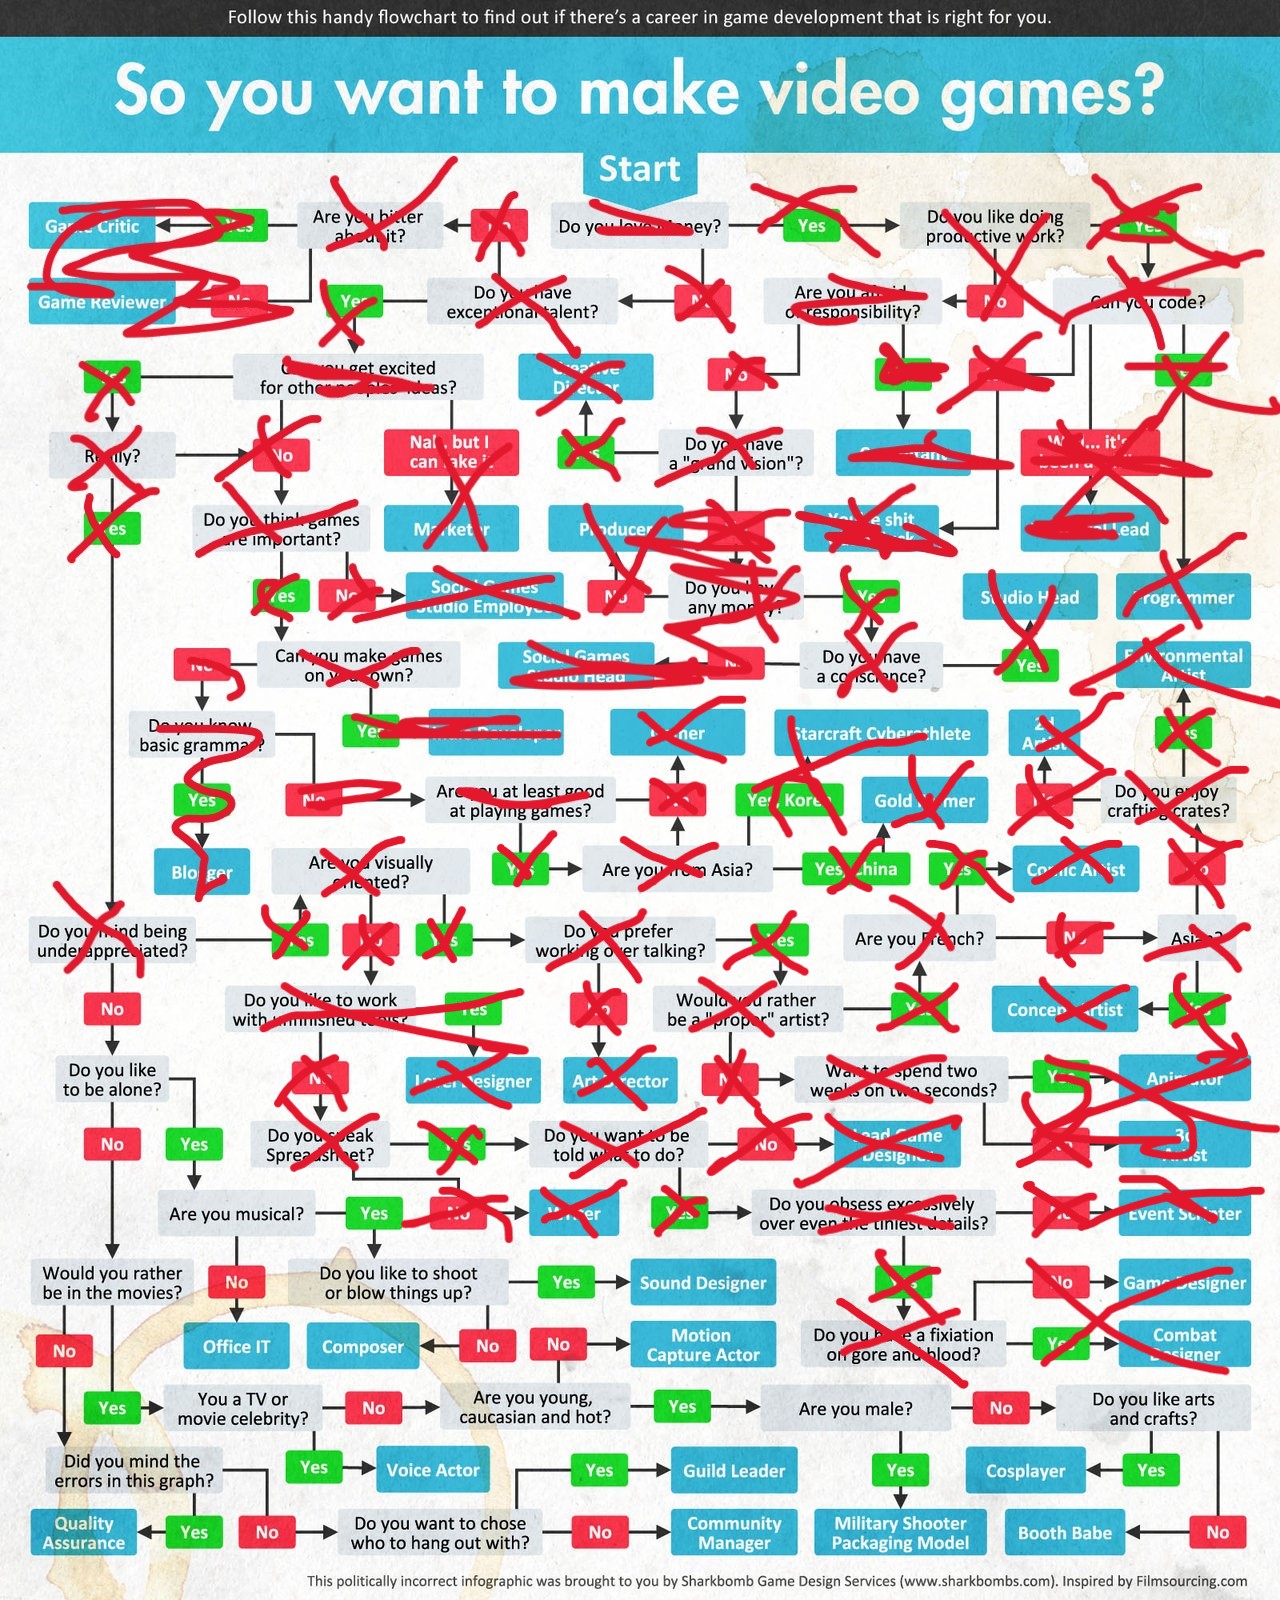 Follow this handy flowchart to find out if there's a career in game development that is right for you.
So you want to make video games?
Start
Game Critic
Yes
Are you bitter
about it?
No
Do you love money?
Yes
Do you like doing
productive work?
Yes
Game Reviewer
No
Yes
Do you have
exceptional talent?
No
Are you afraid
of responsibility?
No
Can you code?
Yes
you get excited
for other peoples' ideas?
Creative
Director
No
Yes
Really?
No
Nah, but I
can fake it
Yes
Do you have
a "grand vision"?
Well... it's
been a
Yes
Do you think games
are important?
Marketer
Producer
You're shit
Lead
Yes
No
Social Games
Studio Employee
No
Do you have
any money?
Yes
Studio Head
Programmer
No
Can you make games
on your own?
Social Games
Studio Head
No
Do you have
a conscience?
Yes
Environmental
Artist
Do you know
basic grammar?
Yes
Developer
Starcraft Cyberathlete
2d
Artist
Yes
Yes
No
Are you at least good
at playing games?
No
Yes, Korea
Gold Farmer
No
Do you enjoy
crafting crates?
Blogger
Are you visually
oriented?
Yes
Are you from Asia?
Yes, China
Yes
Comic Artist
No
Do you mind being
underappreciated?
Yes
No
Yes
Do you prefer
working over talking?
Yes
Are you French?
No
Asian?
No
Do you like to work
with unfinished tools?
Yes
No
Would you rather
be a "proper" artist?
Yes
Concept Artist
Yes
Do you like
to be alone?
No
Level Designer
Art Director
No
Want to spend two
weeks on two seconds?
Yes
Animator
No
Yes
Do you speak
Spreadsheet?
Yes
Do you want to be
told what to do?
No
Lead Game
Designer
No
3d
Artist
Are you musical?
Yes
No
Writer
Yes
Do you obsess excessively
over even the tiniest details?
No
Event Scripter
Would you rather
be in the movies?
No
Do you like to shoot
or blow things up?
Yes
Sound Designer
Yes
No
Game Designer
No
Office IT
Composer
No
No
Motion
Capture Actor
Do you have a fixiation
on gore and blood?
Yes
Combat
Designer
Yes
You a TV or
movie celebrity?
No
Are you young,
caucasian and hot?
Yes
Are you male?
No
Do you like arts
and crafts?
Did you mind the
errors in this graph?
Yes
Voice Actor
Yes
Guild Leader
Yes
Cosplayer
Yes
Quality
Assurance
Yes
No
Do you want to chose
who to hang out with?
No
Community
Manager
Military Shooter
Packaging Model
Booth Babe
No
This politically incorrect infographic was brought to you by Sharkbomb Game Design Services (www.sharkbombs.com). Inspired by Filmsourcing.com